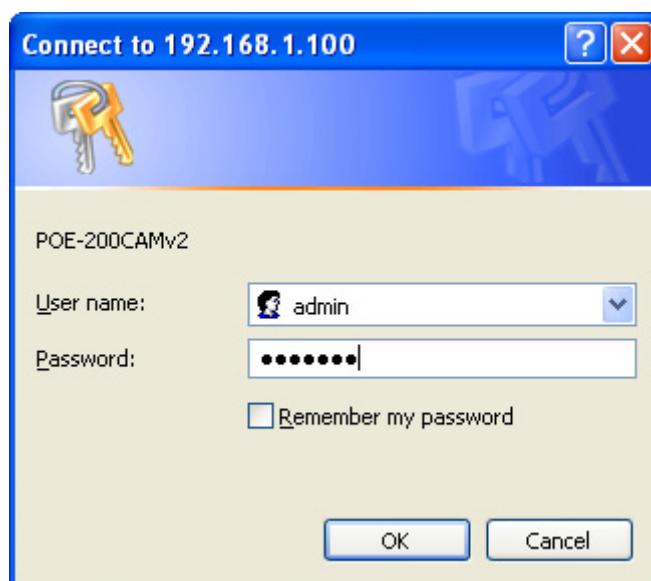 Connect to 192.168.1.100
POE-200CAMv2
User name:
admin
Password:
●●●●●●●
Remember my password
OK
Cancel